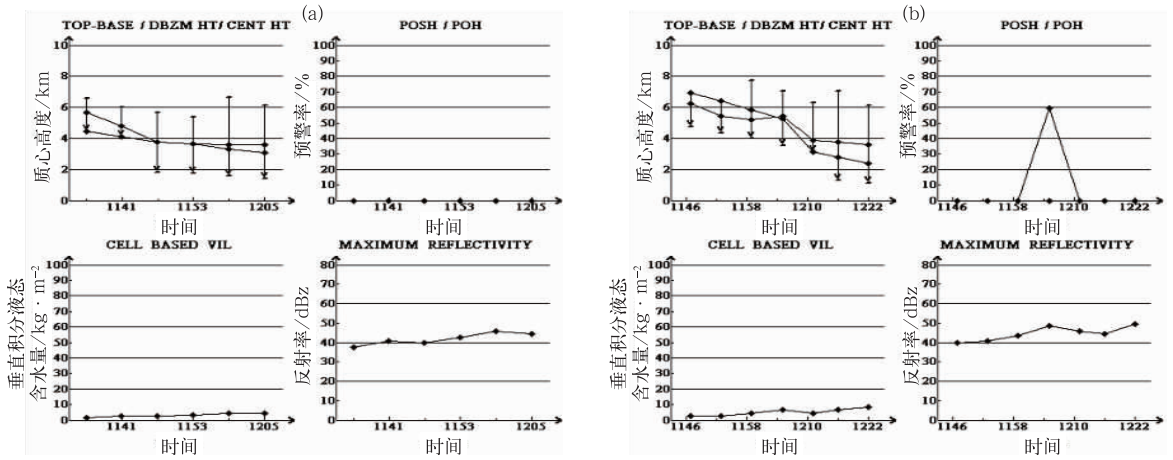 (a)
TOP-BASE / DBZM HT/ CENT HT
质心高度/km
10
8
6
4
2
0
1141 1153 1205
时间
POSH / POH
预警率/%
100
90
80
70
60
50
40
30
20
10
0
1141 1153 1205
时间
CELL BASED VIL
垂直积分液态
含水量/kg·m⁻²
100
90
80
70
60
50
40
30
20
10
0
1141 1153 1205
时间
MAXIMUM REFLECTIVITY
反射率/dBz
80
70
60
50
40
30
20
10
0
1141 1153 1205
时间
(b)
TOP-BASE / DBZM HT/ CENT HT
质心高度/km
10
8
6
4
2
0
1146 1158 1210 1222
时间
POSH / POH
预警率/%
100
90
80
70
60
50
40
30
20
10
0
1146 1158 1210 1222
时间
CELL BASED VIL
垂直积分液态
含水量/kg·m⁻²
100
90
80
70
60
50
40
30
20
10
0
1146 1158 1210 1222
时间
MAXIMUM REFLECTIVITY
反射率/dBz
80
70
60
50
40
30
20
10
0
1146 1158 1210 1222
时间